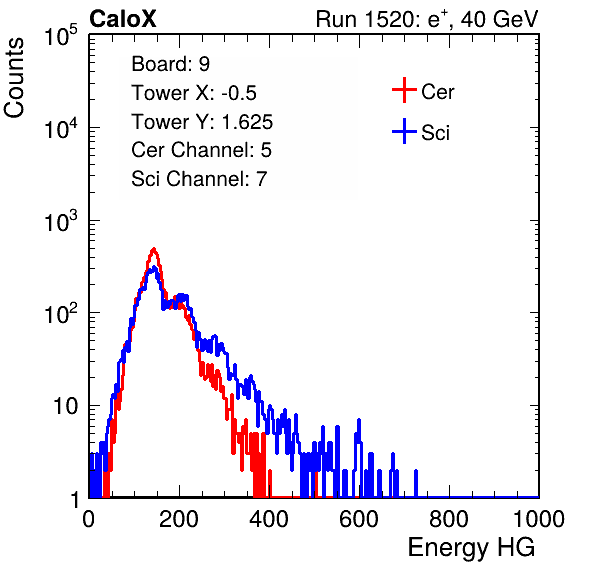 CaloX Run 1520: e⁺, 40 GeV
Counts
Board: 9
Tower X: -0.5
Tower Y: 1.625
Cer Channel: 5
Sci Channel: 7
Cer
Sci
10⁵
10⁴
10³
10²
10
1
0 200 400 600 800 1000
Energy HG